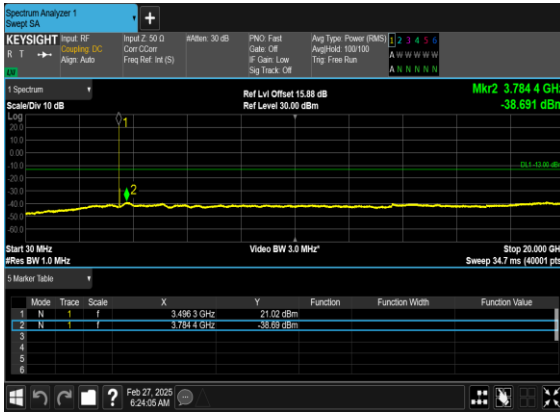 Spectrum Analyzer 1
Swept SA
+
KEYSIGHT
R T
LXI
Input: RF
Coupling: DC
Align: Auto
Input Z: 50 Ω
Corr CCorr
Freq Ref: Int (S)
#Atten: 30 dB
PNO: Fast
Gate: Off
IF Gain: Low
Sig Track: Off
Avg Type: Power (RMS)
Avg|Hold: 100/100
Trig: Free Run
1 2 3 4 5 6
A W W W W W
A N N N N N
1 Spectrum
Scale/Div 10 dB
Ref Lvl Offset 15.88 dB
Ref Level 30.00 dBm
Mkr2 3.784 4 GHz
-38.691 dBm
Log
20.0
10.0
0.00
-10.0
-20.0
-30.0
-40.0
-50.0
-60.0
1
2
DL1 -13.00 dBm
Start 30 MHz
#Res BW 1.0 MHz
Video BW 3.0 MHz*
Stop 20.000 GHz
Sweep 34.7 ms (40001 pts)
5 Marker Table
Mode Trace Scale X Y Function Function Width Function Value
1 N 1 f 3.496 3 GHz 21.02 dBm
2 N 1 f 3.784 4 GHz -38.69 dBm
3
4
5
6
?
Feb 27, 2025
6:24:05 AM